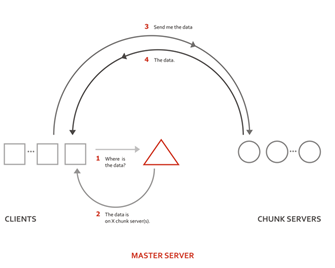 3 Send me the data
4 The data.
1 Where is
the data?
2 The data is
on X chunk server(s).
CLIENTS
CHUNK SERVERS
MASTER SERVER